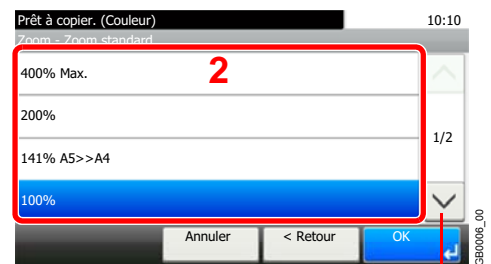 Prêt à copier. (Couleur) 10:10
Zoom - Zoom standard
400% Max.
2
200%
1/2
141% A5>>A4
100%
Annuler < Retour OK
GB0006_00